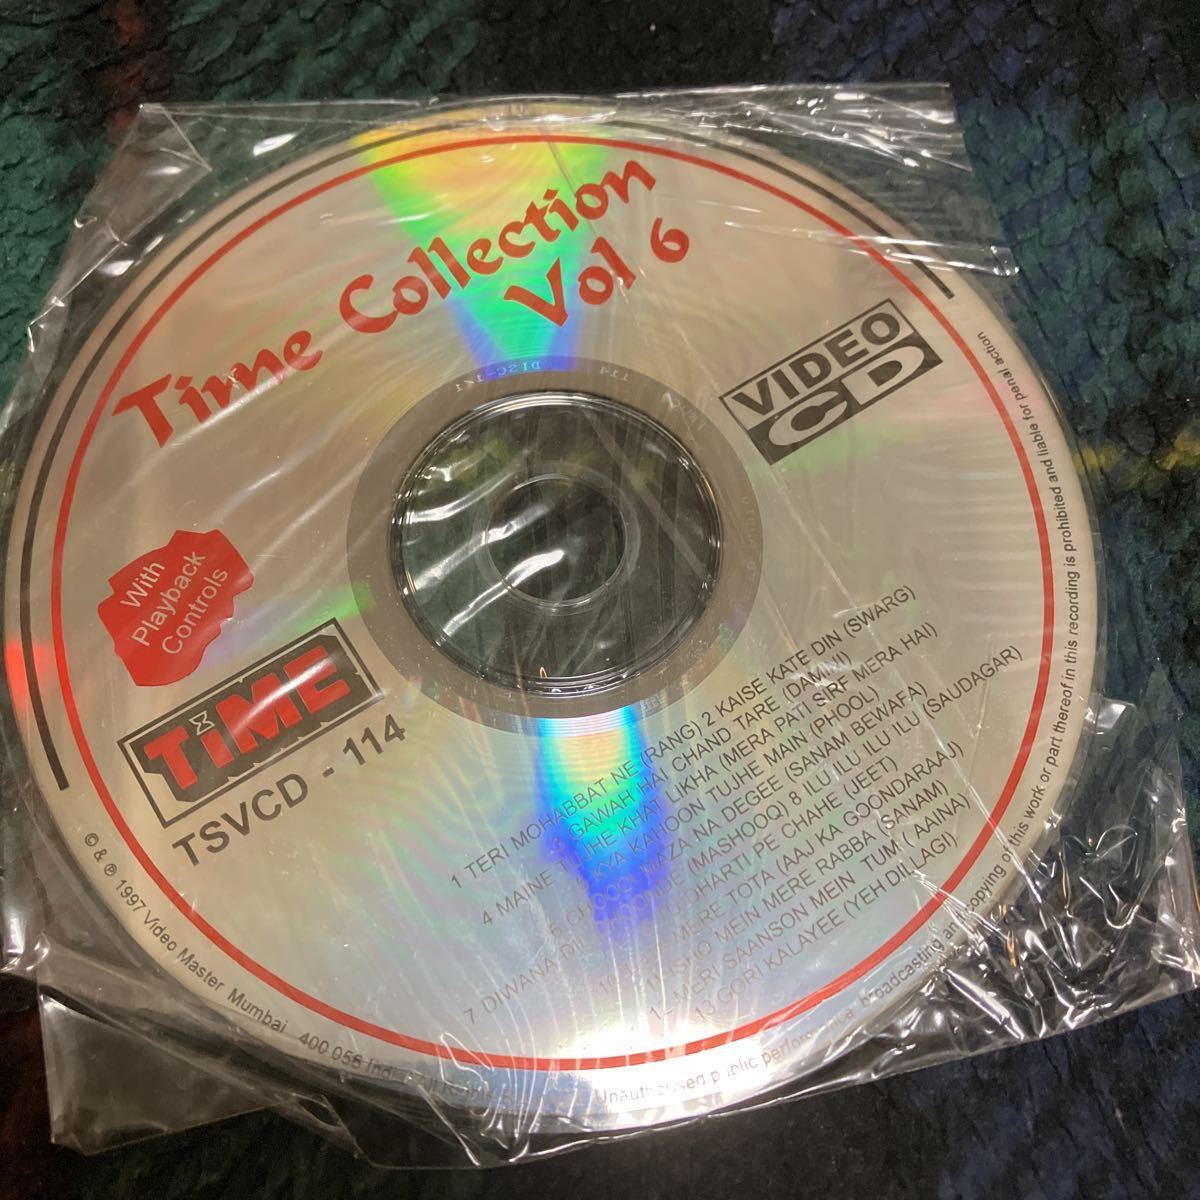 Time Collection
Vol 6
VIDEO
CD
With
Playback
Controls
TiME
TSVCD - 114
1 TERI MOHABBAT NE (RANG) 2 KAISE KATE DIN (SWARG)
3 GAWAH HAI CHAND TARE (DAMINI)
4 MAINE TUJHE KHAT LIKHA (MERA PATI SIRF MERA HAI)
KYA KAHOON TUJHE MAIN (PHOOL)
6 CHOOO MAZA NA DEGEE (SANAM BEWAFA)
7 DIWANA DIL (MASHOOQ) 8 ILU ILU ILU ILU (SAUDAGAR)
DHARTI PE CHAHE (JEET)
MERE TOTA (AAJ KA GOONDARAAJ)
ISHQ MEIN MERE RABBA (SANAM)
MERI SAANSON MEIN TUM ( AAINA)
13 GORI KALAYEE (YEH DILLAGI).
© & ℗ 1997 Video Master Mumbai 400 056
Unauthorised public performance broadcasting and copying of this work or part thereof in this recording is prohibited and liable for penal action